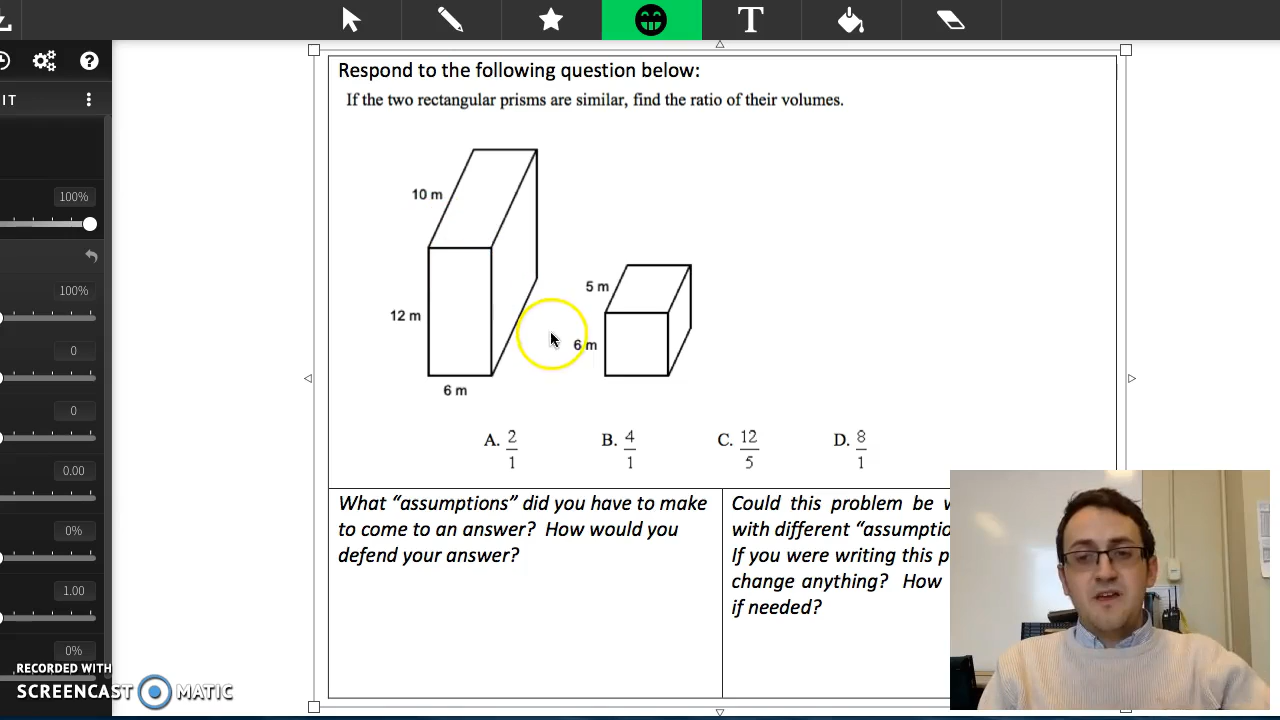 IT
100%
100%
0
0
0.00
0%
1.00
0%
T
Respond to the following question below:
If the two rectangular prisms are similar, find the ratio of their volumes.
10 m
12 m
6 m
5 m
6 m
A. 2/1 B. 4/1 C. 12/5 D. 8/1
What “assumptions” did you have to make
to come to an answer? How would you
defend your answer?
Could this problem be
with different
If you were writing this
change anything? How
if needed?
RECORDED WITH
SCREENCAST MATIC